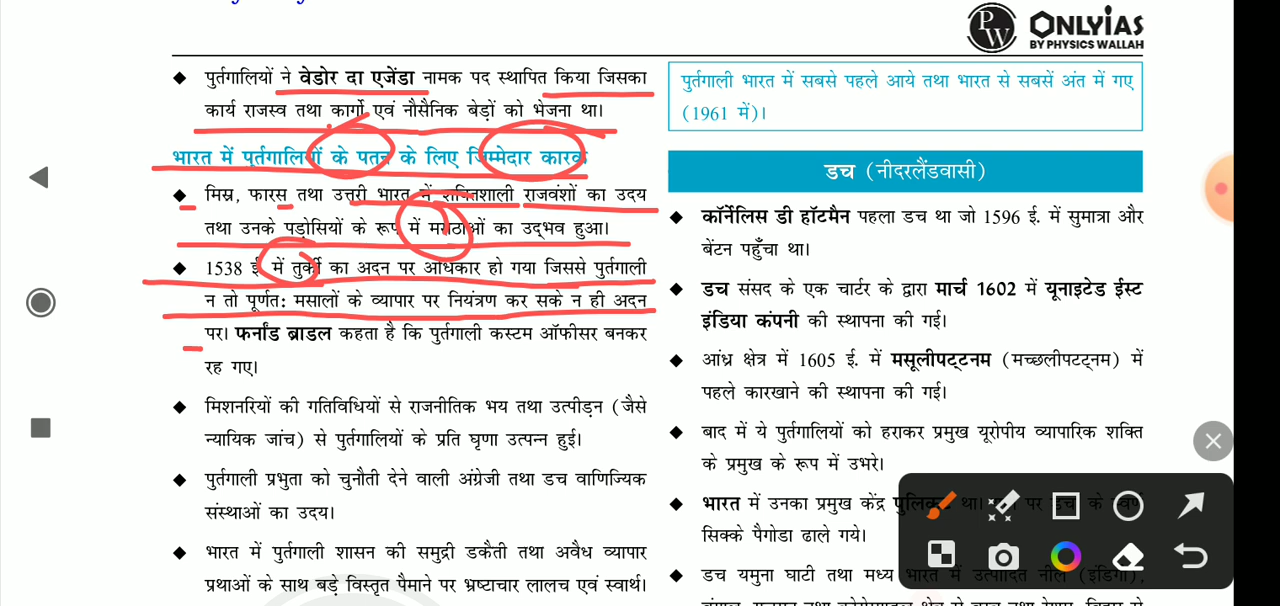 PW ONLYIAS
BY PHYSICS WALLAH
◆ पुर्तगालियों ने वेडोर दा एजेंडा नामक पद स्थापित किया जिसका
कार्य राजस्व तथा कार्गो एवं नौसैनिक बेड़ों को भेजना था।
भारत में पूर्तगालियों के पतन के लिए जिम्मेदार कारक
◆ मिस्र, फारस तथा उत्तरी भारत में शक्तिशाली राजवंशों का उदय
तथा उनके पड़ोसियों के रूप में मराठाओं का उद्‌भव हुआ।
◆ 1538 ई. में तुर्की का अदन पर अधिकार हो गया जिससे पुर्तगाली
न तो पूर्णत: मसालों के व्यापार पर नियंत्रण कर सके न ही अदन
पर। फर्नांड ब्राडल कहता है कि पुर्तगाली कस्टम ऑफीसर बनकर
रह गए।
◆ मिशनरियों की गतिविधियों से राजनीतिक भय तथा उत्पीड़न (जैसे
न्यायिक जांच) से पुर्तगालियों के प्रति घृणा उत्पन्न हुई।
◆ पुर्तगाली प्रभुता को चुनौती देने वाली अंग्रेजी तथा डच वाणिज्यिक
संस्थाओं का उदय।
◆ भारत में पुर्तगाली शासन की समुद्री डकैती तथा अवैध व्यापार
प्रथाओं के साथ बड़े विस्तृत पैमाने पर भ्रष्टाचार लालच एवं स्वार्थ।
पुर्तगाली भारत में सबसे पहले आये तथा भारत से सबसें अंत में गए
(1961 में)।
डच (नीदरलैंडवासी)
◆ कॉर्नेलिस डी हॉटमैन पहला डच था जो 1596 ई. में सुमात्रा और
बेंटन पहुँचा था।
◆ डच संसद के एक चार्टर के द्वारा मार्च 1602 में यूनाइटेड ईस्ट
इंडिया कंपनी की स्थापना की गई।
◆ आंध्र क्षेत्र में 1605 ई. में मसूलीपट्टनम (मच्छलीपटट्नम) में
पहले कारखाने की स्थापना की गई।
◆ बाद में ये पुर्तगालियों को हराकर प्रमुख यूरोपीय व्यापारिक शक्ति
के प्रमुख के रूप में उभरे।
◆ भारत में उनका प्रमुख केंद्र पुलिकट था। पर डच के स्वर्ण
सिक्के पैगोडा ढाले गये।
◆ डच यमुना घाटी तथा मध्य भारत में उत्पादित नील (इंडिगो),